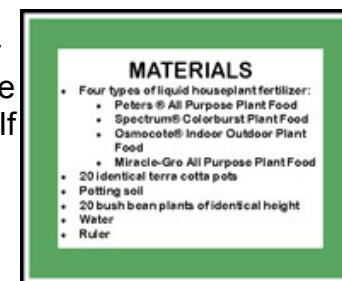 e
If
MATERIALS
• Four types of liquid houseplant fertilizer:
• Peters ® All Purpose Plant Food
• Spectrum® Colorburst Plant Food
• Osmocote® Indoor Outdoor Plant
Food
• Miracle-Gro All Purpose Plant Food
• 20 identical terra cotta pots
• Potting soil
• 20 bush bean plants of identical height
• Water
• Ruler